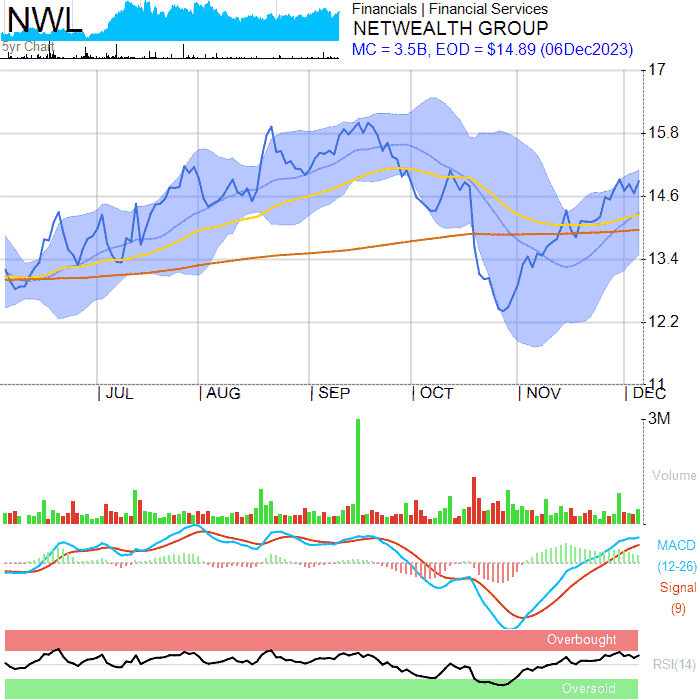 NWL
5yr Chart
Financials | Financial Services
NETWEALTH GROUP
MC = 3.5B, EOD = $14.89 (06Dec2023)
17
15.8
14.6
13.4
12.2
11
JUL
AUG
SEP
OCT
NOV
DEC
3M
Volume
MACD
(12-26)
Signal
(9)
Overbought
RSI(14)
Oversold